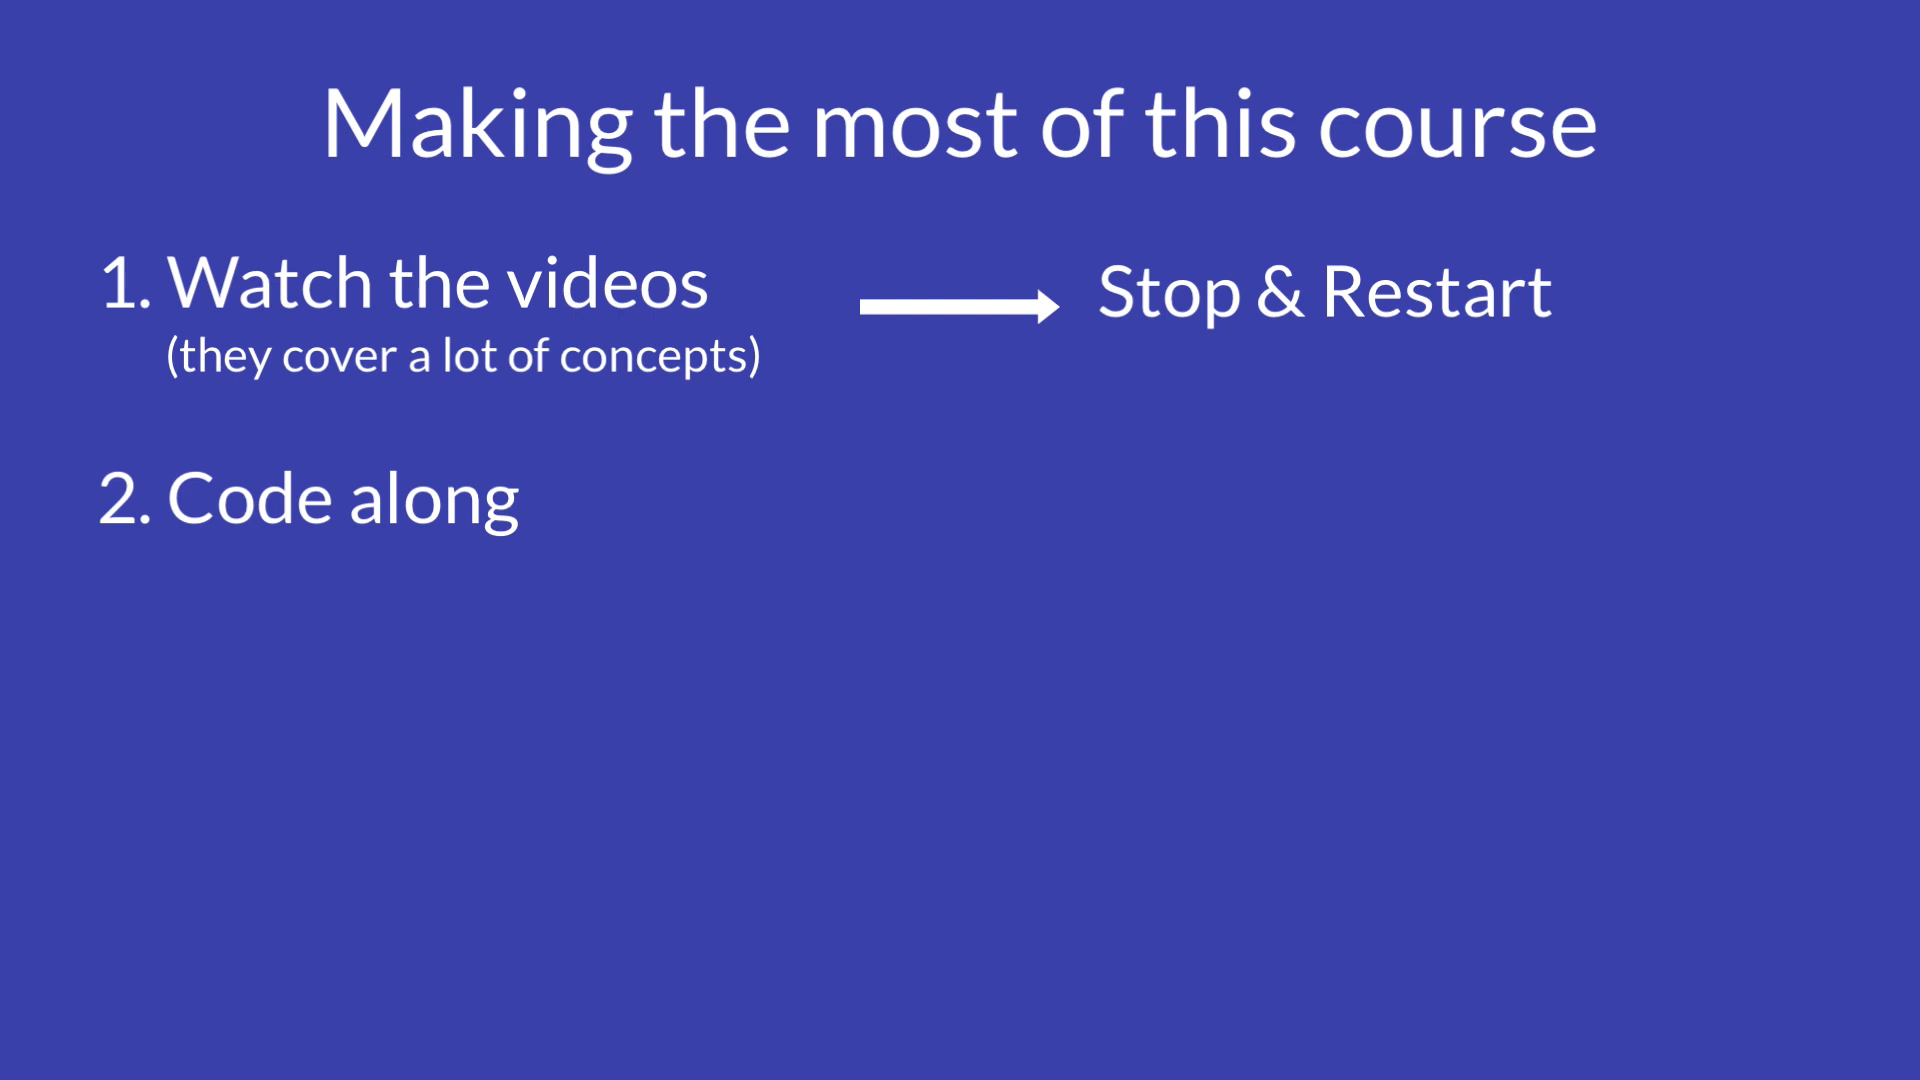 Making the most of this course
1. Watch the videos
(they cover a lot of concepts)
Stop & Restart
2. Code along